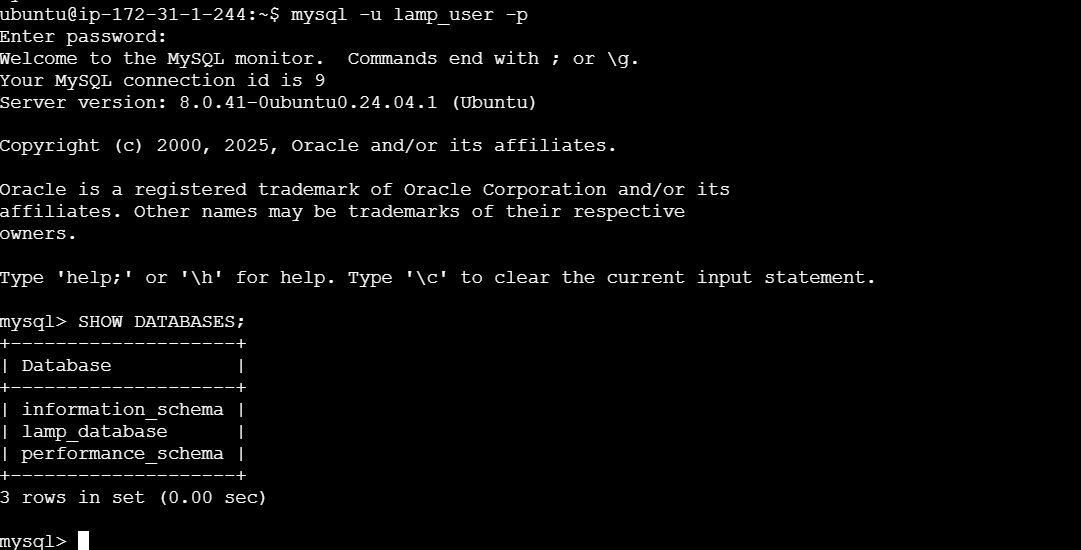 ubuntu@ip-172-31-1-244:~$ mysql -u lamp_user -p
Enter password:
Welcome to the MySQL monitor.  Commands end with ; or \g.
Your MySQL connection id is 9
Server version: 8.0.41-0ubuntu0.24.04.1 (Ubuntu)

Copyright (c) 2000, 2025, Oracle and/or its affiliates.

Oracle is a registered trademark of Oracle Corporation and/or its
affiliates. Other names may be trademarks of their respective
owners.

Type 'help;' or '\h' for help. Type '\c' to clear the current input statement.

mysql> SHOW DATABASES;
+--------------------+
| Database           |
+--------------------+
| information_schema |
| lamp_database      |
| performance_schema |
+--------------------+
3 rows in set (0.00 sec)

mysql>